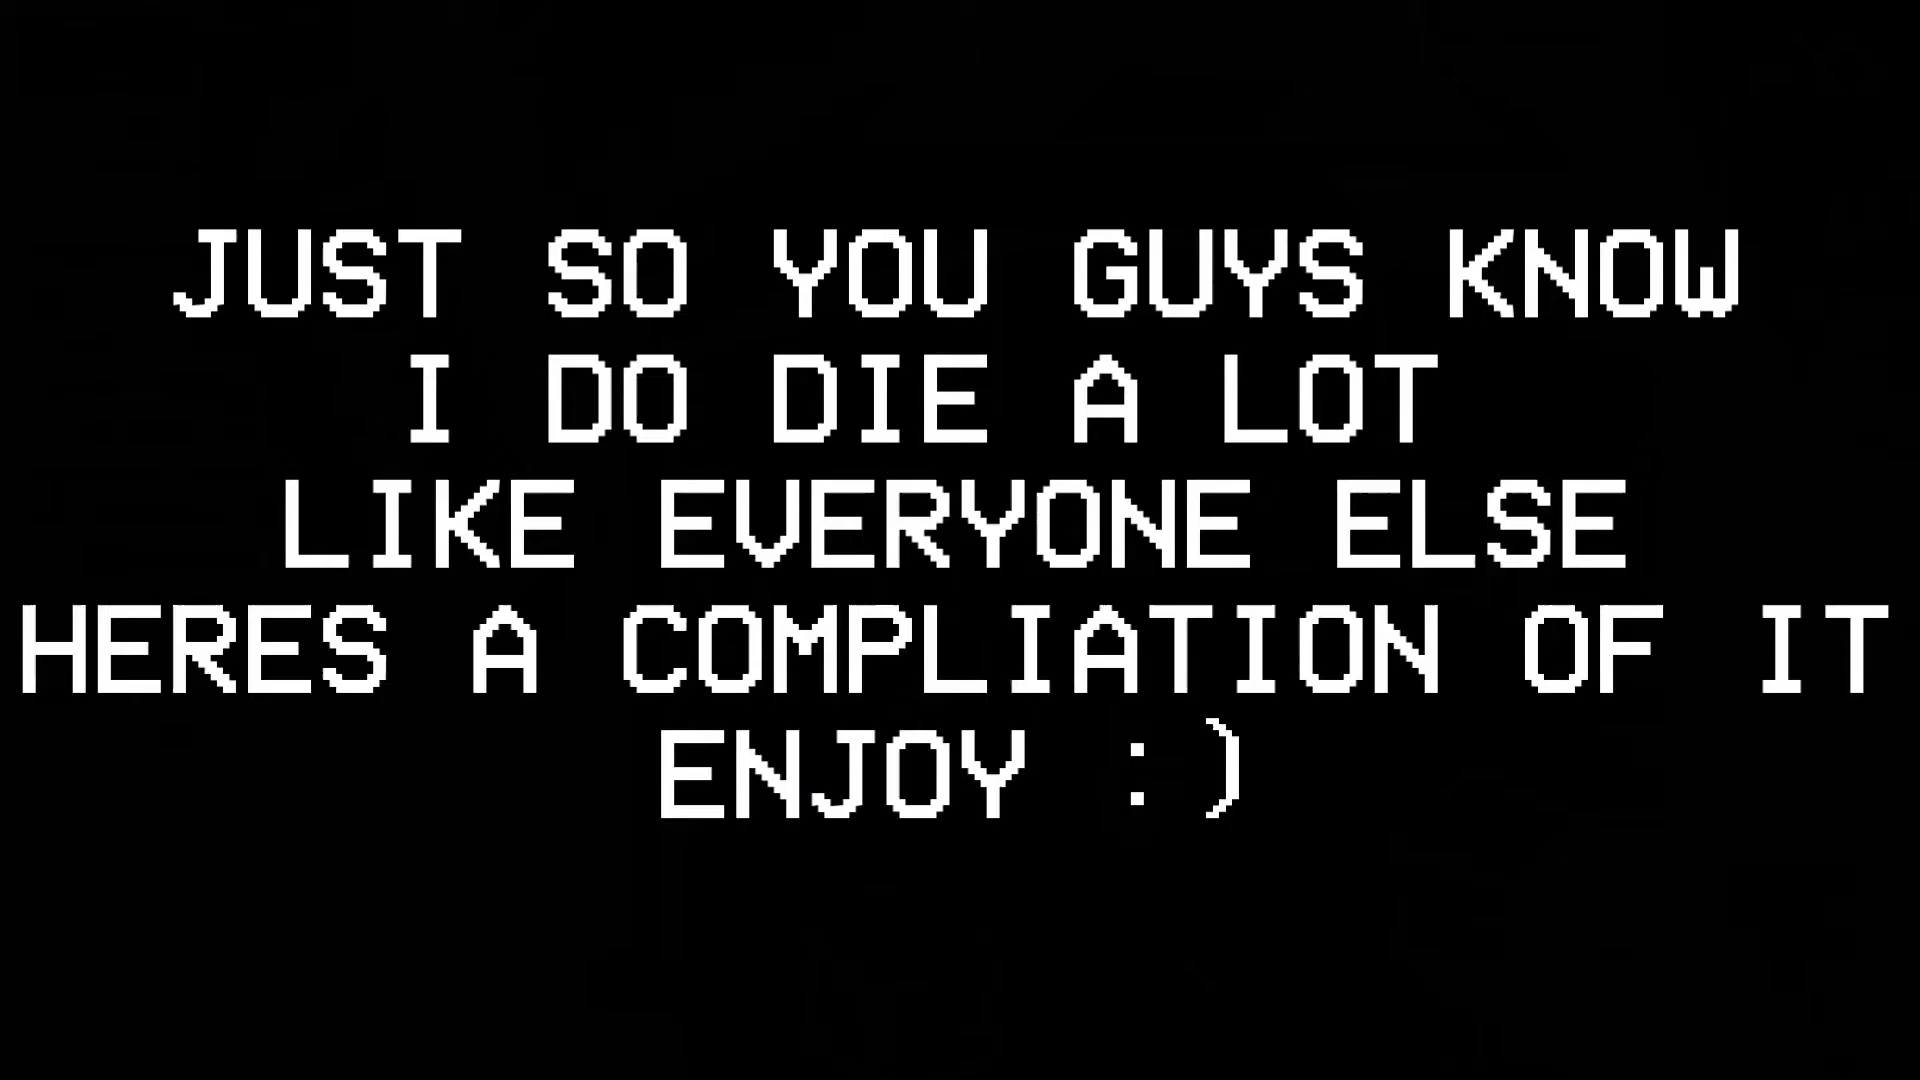 JUST SO YOU GUYS KNOW
I DO DIE A LOT
LIKE EVERYONE ELSE
HERES A COMPLIATION OF IT
ENJOY :)